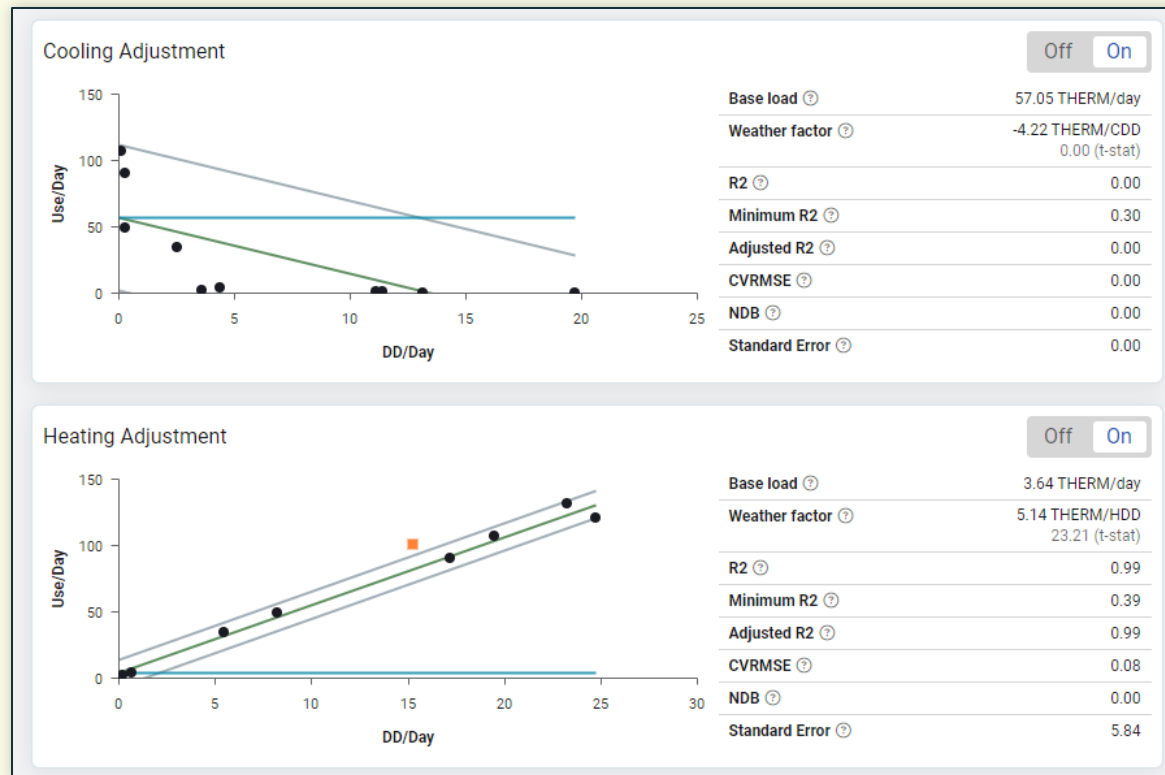 Cooling Adjustment
Off On
150
100
50
0
Use/Day
0 5 10 15 20 25
DD/Day
Base load ? 57.05 THERM/day
Weather factor ? -4.22 THERM/CDD
0.00 (t-stat)
R2 ? 0.00
Minimum R2 ? 0.30
Adjusted R2 ? 0.00
CVRMSE ? 0.00
NDB ? 0.00
Standard Error ? 0.00
Heating Adjustment
Off On
150
100
50
0
Use/Day
0 5 10 15 20 25 30
DD/Day
Base load ? 3.64 THERM/day
Weather factor ? 5.14 THERM/HDD
23.21 (t-stat)
R2 ? 0.99
Minimum R2 ? 0.39
Adjusted R2 ? 0.99
CVRMSE ? 0.08
NDB ? 0.00
Standard Error ? 5.84